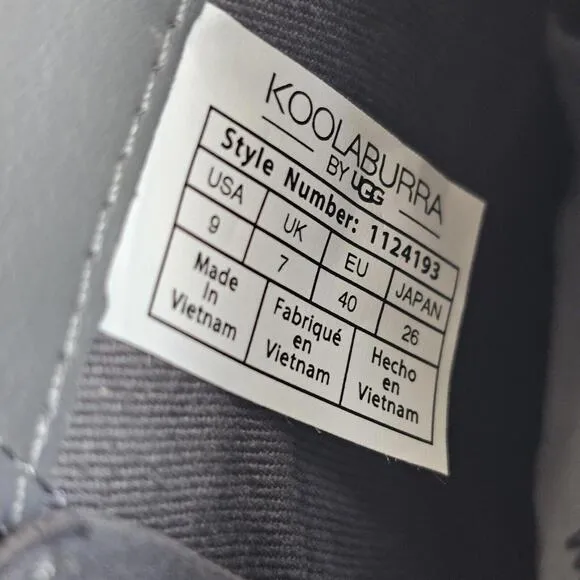 KOOLABURRA
BY UGG
Style Number: 1124193
USA UK EU JAPAN
9 7 40 26
Made In Vietnam
Fabriqué en Vietnam
Hecho en Vietnam